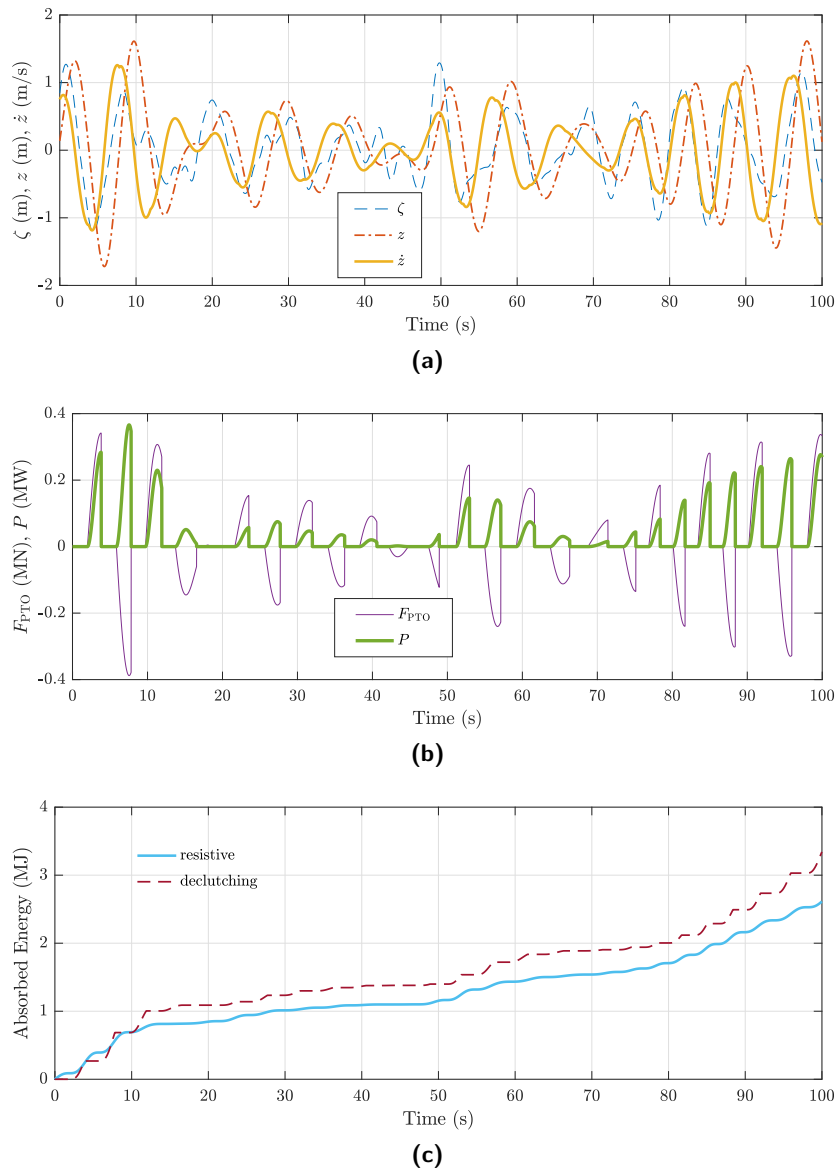 2
1
0
-1
-2
ζ (m), z (m), ż (m/s)
ζ
z
ż
0 10 20 30 40 50 60 70 80 90 100
Time (s)
(a)
0.4
0.2
0
-0.2
-0.4
F_PTO (MN), P (MW)
F_PTO
P
0 10 20 30 40 50 60 70 80 90 100
Time (s)
(b)
4
3
2
1
0
Absorbed Energy (MJ)
resistive
declutching
0 10 20 30 40 50 60 70 80 90 100
Time (s)
(c)